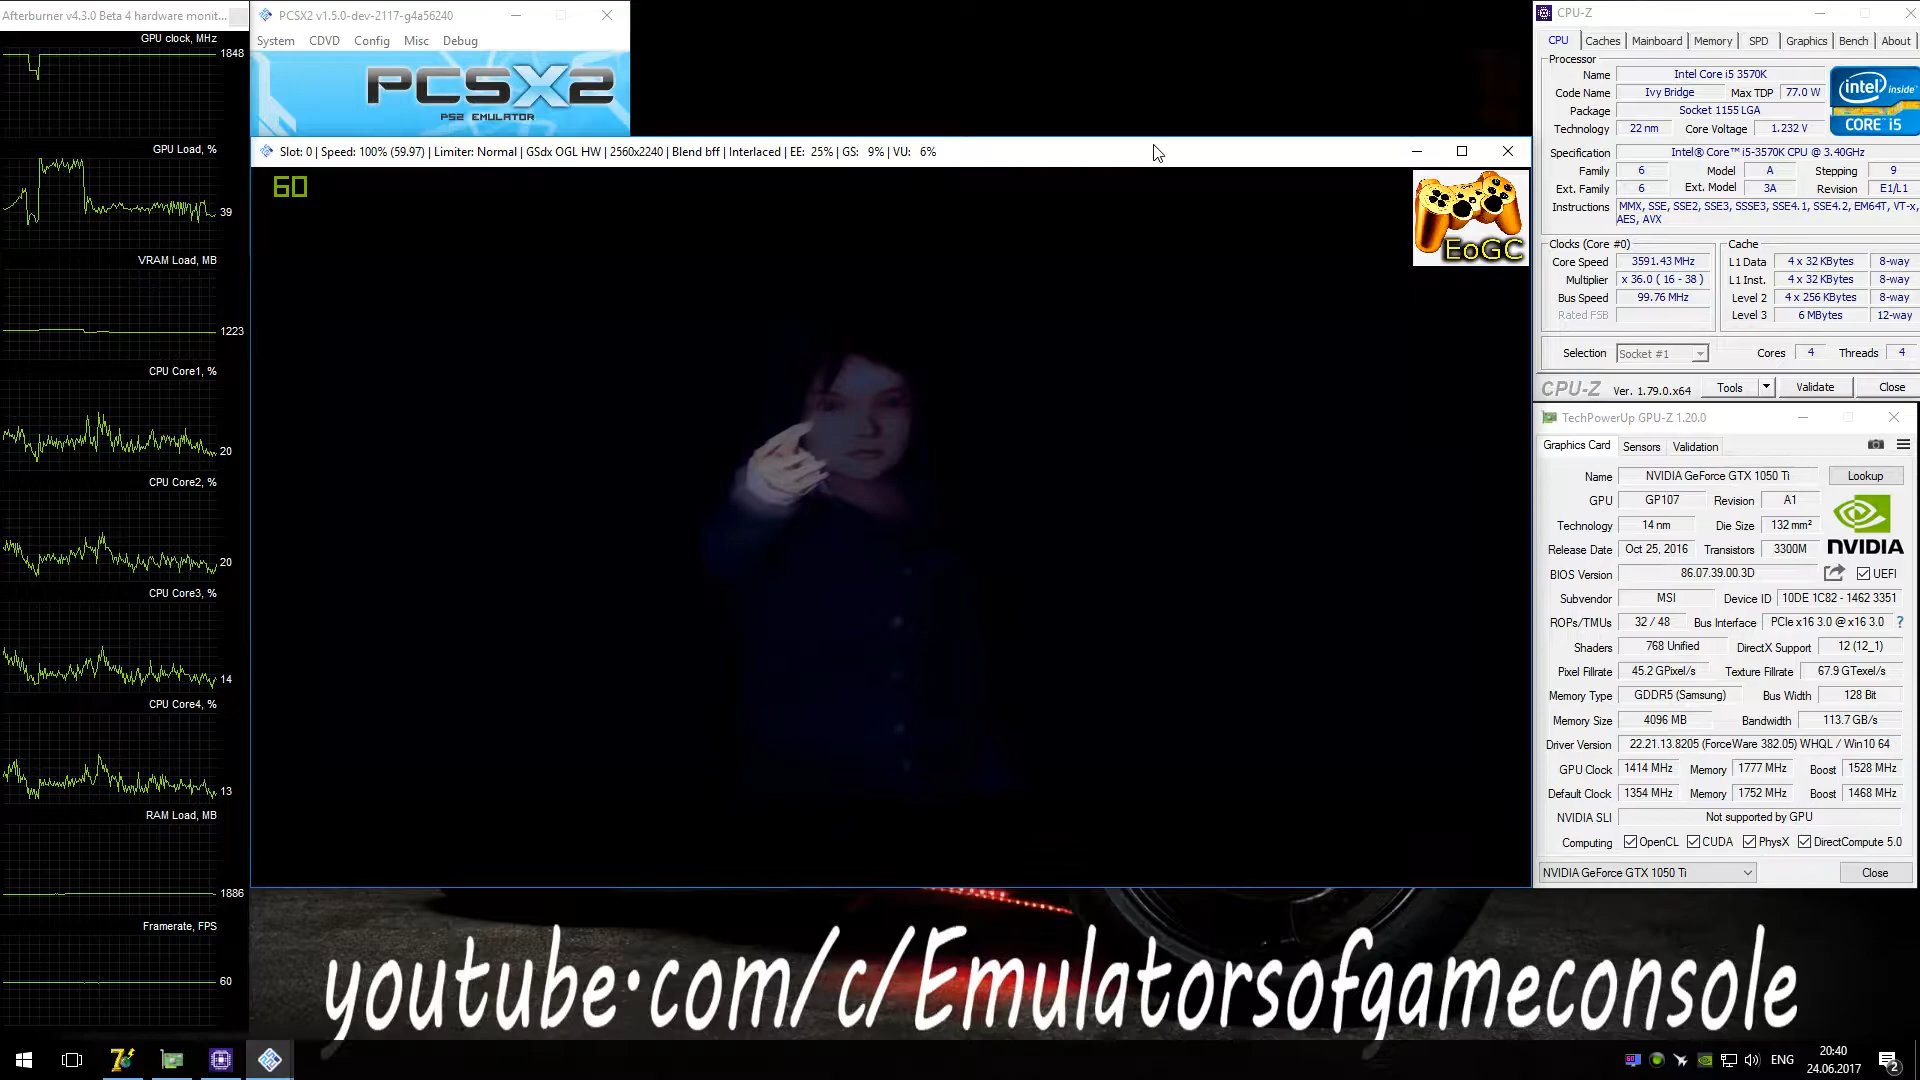 Afterburner v4.3.0 Beta 4 hardware monit...
GPU clock, MHz
1848
GPU Load, %
39
VRAM Load, MB
1223
CPU Core1, %
20
CPU Core2, %
20
CPU Core3, %
14
CPU Core4, %
13
RAM Load, MB
1886
Framerate, FPS
60
PCSX2 v1.5.0-dev-2117-g4a56240
System CDVD Config Misc Debug
PCSX2
PS2 EMULATOR
Slot: 0 | Speed: 100% (59.97) | Limiter: Normal | GSdx OGL HW | 2560x2240 | Blend bff | Interlaced | EE: 25% | GS: 9% | VU: 6%
60
EoGC
CPU-Z
CPU Caches Mainboard Memory SPD Graphics Bench About
Processor
Name Intel Core i5 3570K
Code Name Ivy Bridge Max TDP 77.0 W
Package Socket 1155 LGA
Technology 22 nm Core Voltage 1.232 V
intel inside
CORE i5
Specification Intel® Core™ i5-3570K CPU @ 3.40GHz
Family 6 Model A Stepping 9
Ext. Family 6 Ext. Model 3A Revision E1/L1
Instructions MMX, SSE, SSE2, SSE3, SSSE3, SSE4.1, SSE4.2, EM64T, VT-x,
AES, AVX
Clocks (Core #0) Cache
Core Speed 3591.43 MHz L1 Data 4 x 32 KBytes 8-way
Multiplier x 36.0 ( 16 - 38 ) L1 Inst. 4 x 32 KBytes 8-way
Bus Speed 99.76 MHz Level 2 4 x 256 KBytes 8-way
Rated FSB Level 3 6 MBytes 12-way
Selection Socket #1 Cores 4 Threads 4
CPU-Z Ver. 1.79.0.x64 Tools Validate Close
TechPowerUp GPU-Z 1.20.0
Graphics Card Sensors Validation
Name NVIDIA GeForce GTX 1050 Ti Lookup
GPU GP107 Revision A1
Technology 14 nm Die Size 132 mm²
Release Date Oct 25, 2016 Transistors 3300M
NVIDIA
BIOS Version 86.07.39.00.3D UEFI
Subvendor MSI Device ID 10DE 1C82 - 1462 3351
ROPs/TMUs 32 / 48 Bus Interface PCIe x16 3.0 @ x16 3.0 ?
Shaders 768 Unified DirectX Support 12 (12_1)
Pixel Fillrate 45.2 GPixel/s Texture Fillrate 67.9 GTexel/s
Memory Type GDDR5 (Samsung) Bus Width 128 Bit
Memory Size 4096 MB Bandwidth 113.7 GB/s
Driver Version 22.21.13.8205 (ForceWare 382.05) WHQL / Win10 64
GPU Clock 1414 MHz Memory 1777 MHz Boost 1528 MHz
Default Clock 1354 MHz Memory 1752 MHz Boost 1468 MHz
NVIDIA SLI Not supported by GPU
Computing OpenCL CUDA PhysX DirectCompute 5.0
NVIDIA GeForce GTX 1050 Ti Close
youtube.com/c/Emulatorsofgameconsole
ENG
20:40
24.06.2017
2